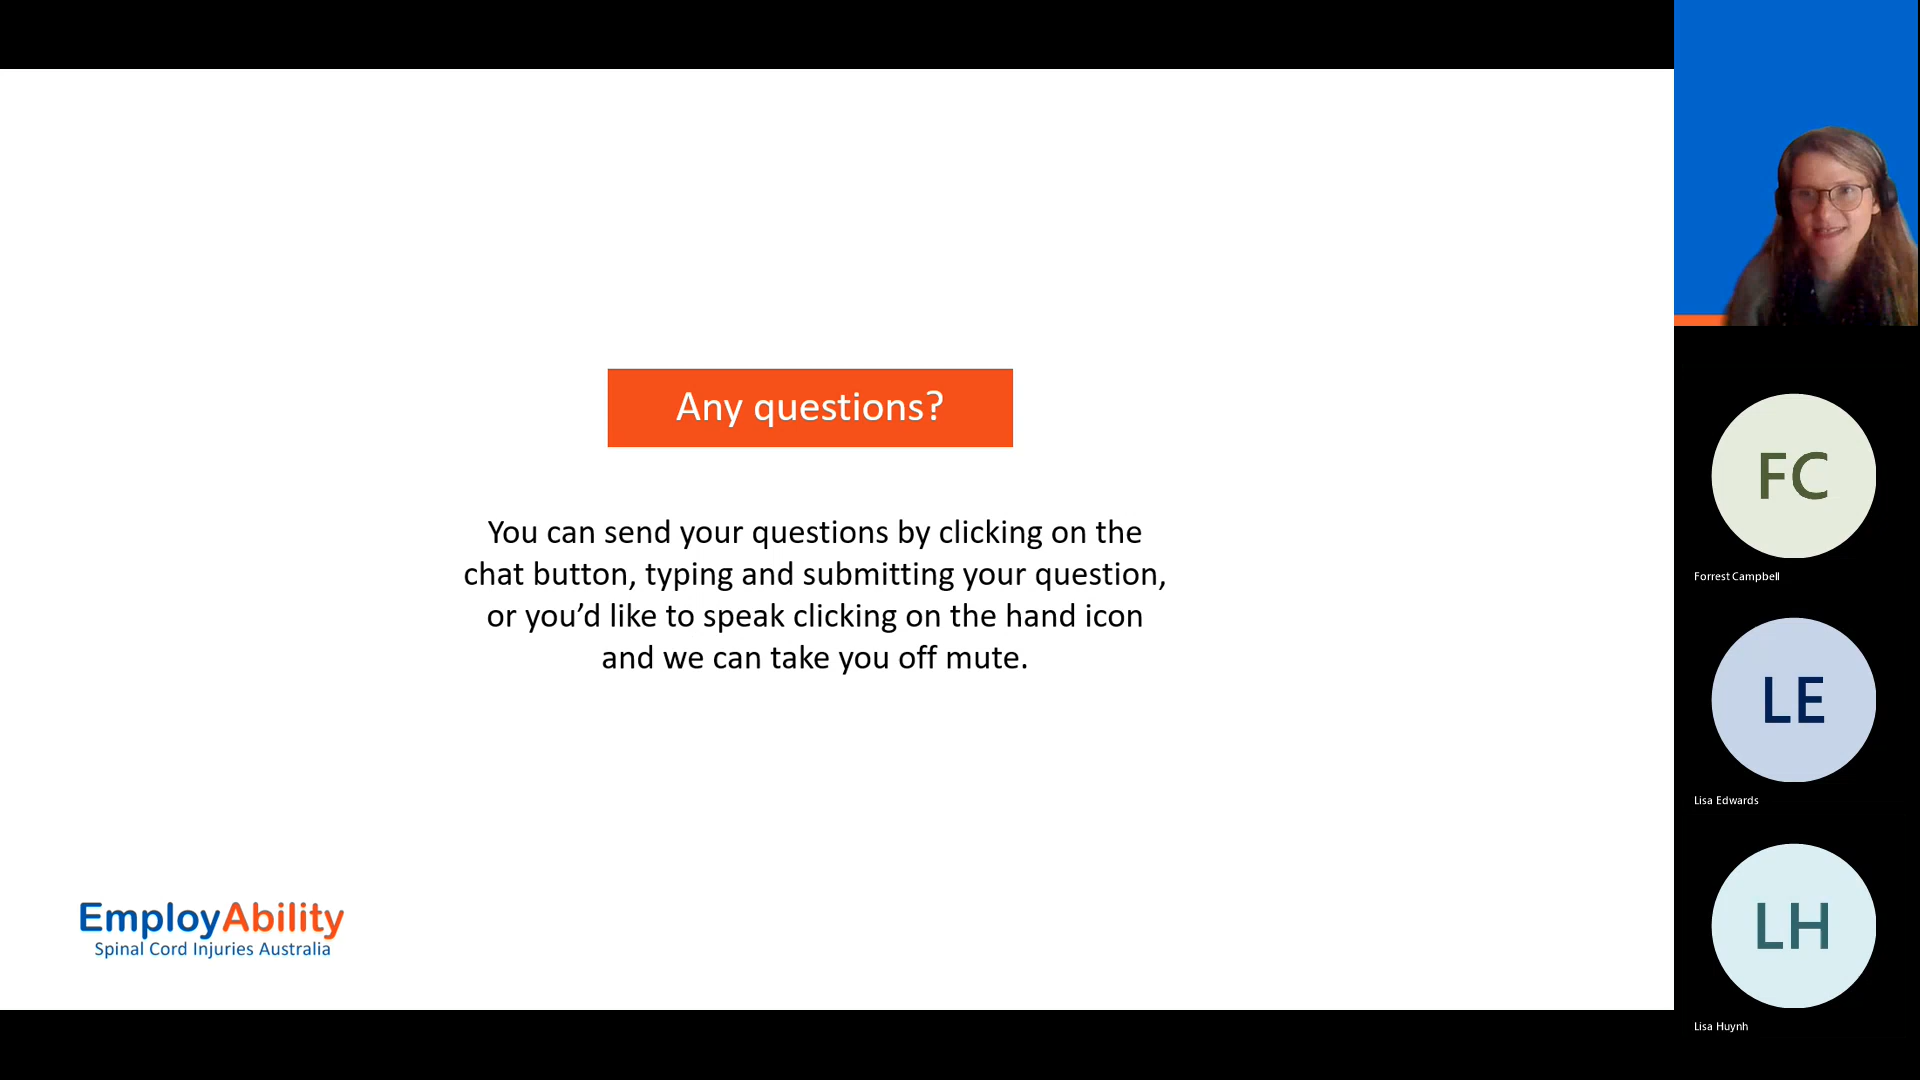 Any questions?
You can send your questions by clicking on the
chat button, typing and submitting your question,
or you’d like to speak clicking on the hand icon
and we can take you off mute.
EmployAbility
Spinal Cord Injuries Australia
FC
Forrest Campbell
LE
Lisa Edwards
LH
Lisa Huynh